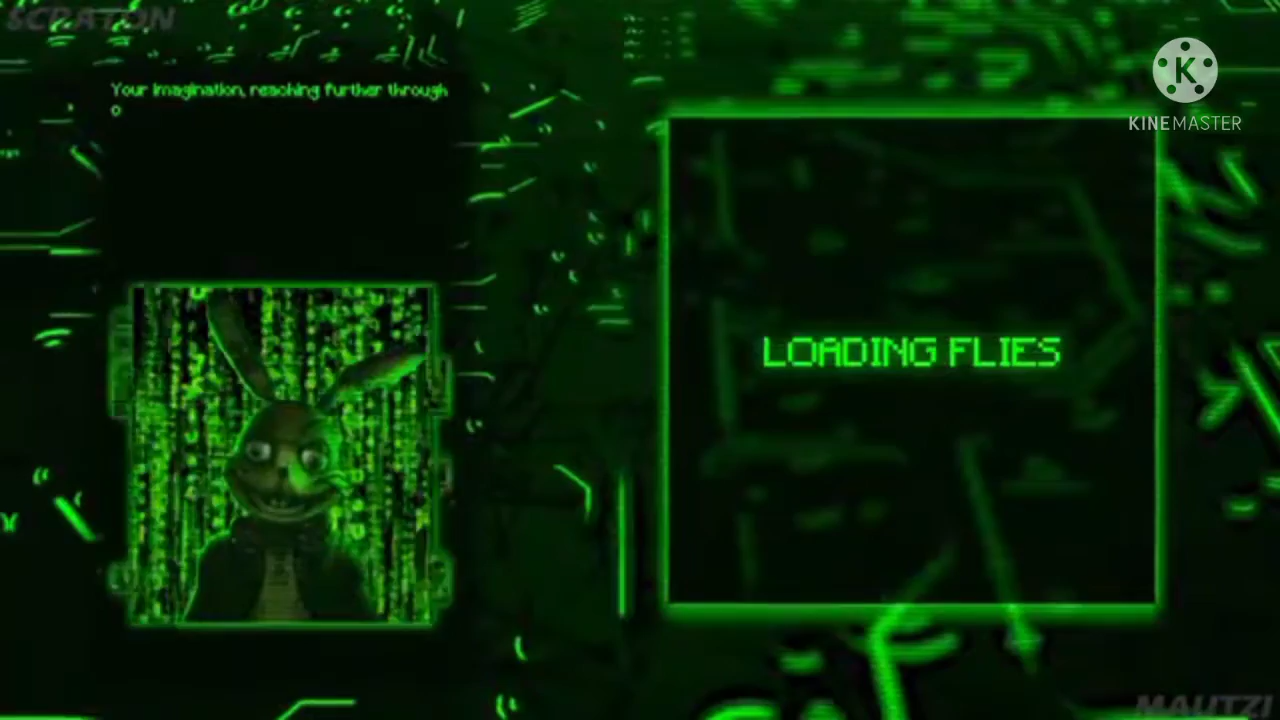 SCRATON
Your imagination, reaching further through
o
K
KINEMASTER
LOADING FLIES
MAUTZI